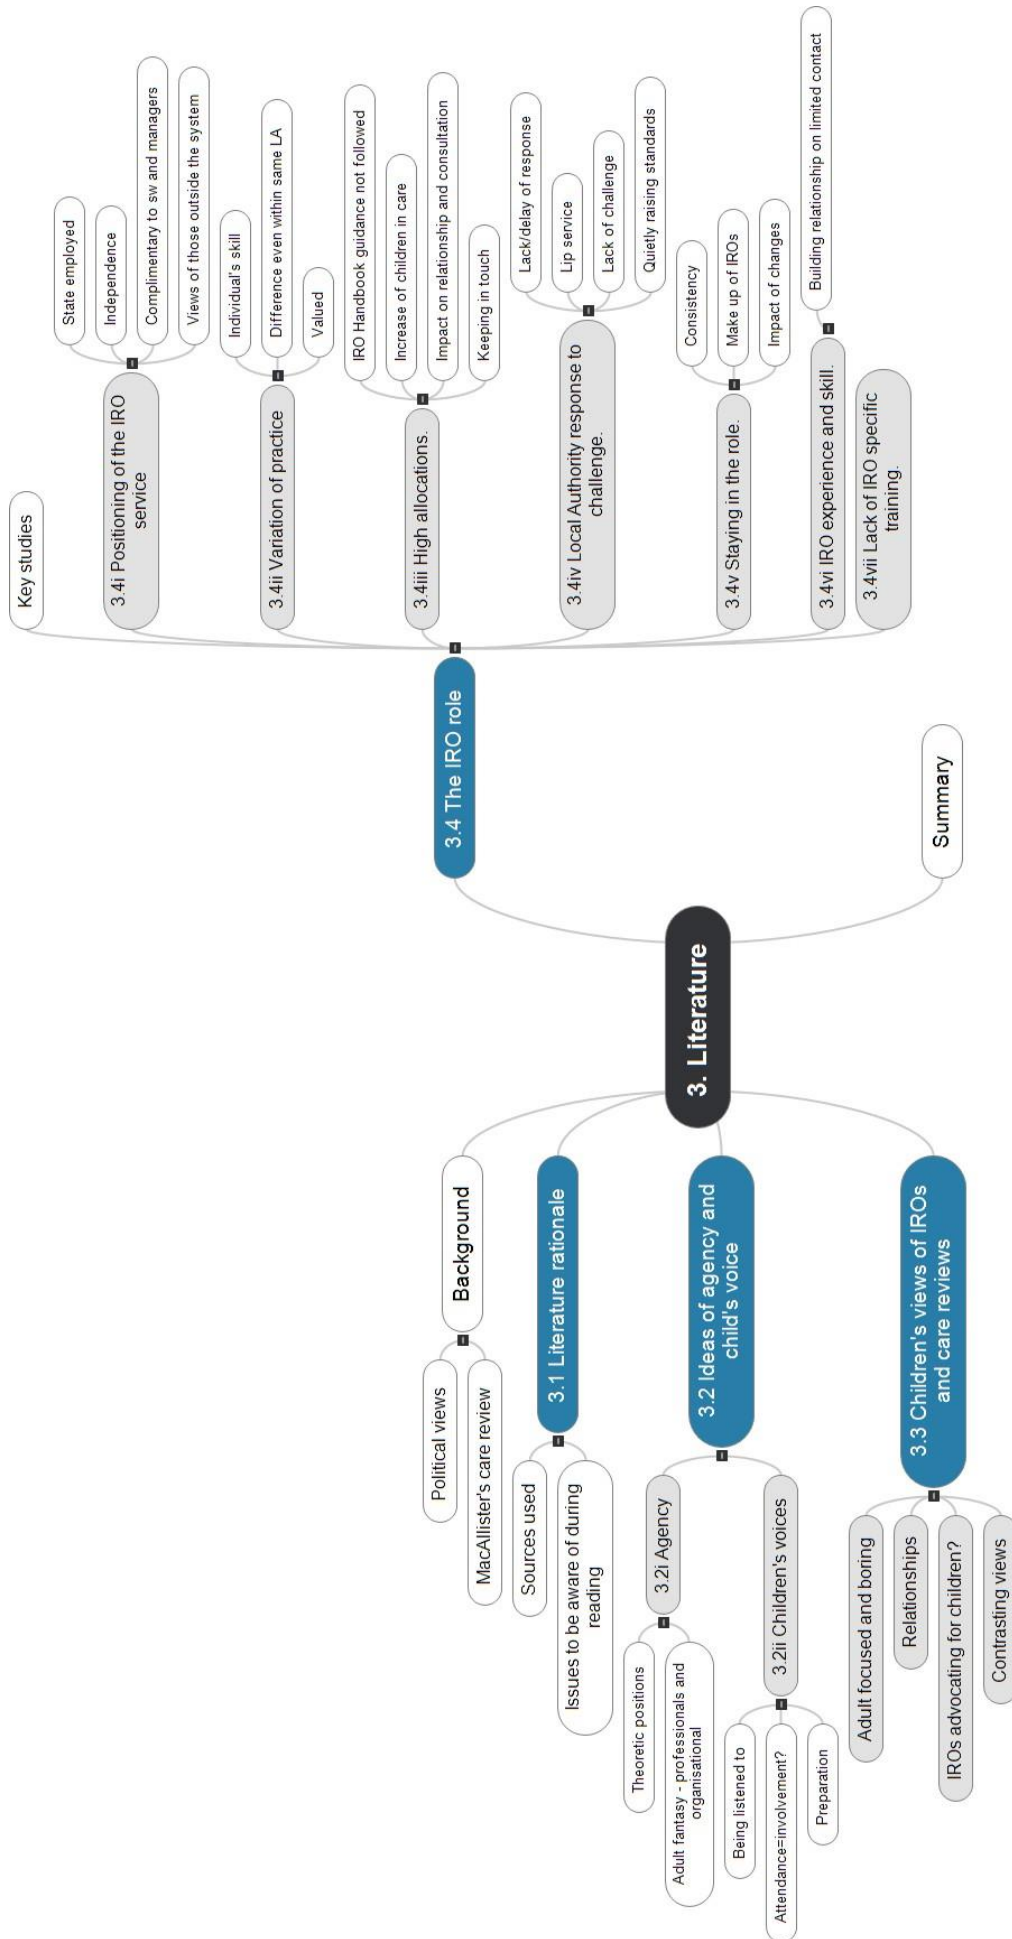 3. Literature
Background
Political views
MacAllister's care review
3.1 Literature rationale
Sources used
Issues to be aware of during
reading
3.2 Ideas of agency and
child's voice
3.2i Agency
Theoretic positions
Adult fantasy - professionals and
organisational
3.2ii Children's voices
Being listened to
Attendance=involvement?
Preparation
3.3 Children's views of IROs
and care reviews
Adult focused and boring
Relationships
IROs advocating for children?
Contrasting views
3.4 The IRO role
Key studies
3.4i Positioning of the IRO
service
State employed
Independence
Complimentary to sw and managers
Views of those outside the system
3.4ii Variation of practice
Individual's skill
Difference even within same LA
Valued
3.4iii High allocations.
IRO Handbook guidance not followed
Increase of children in care
Impact on relationship and consultation
Keeping in touch
3.4iv Local Authority response to
challenge.
Lack/delay of response
Lip service
Lack of challenge
Quietly raising standards
3.4v Staying in the role.
Consistency
Make up of IROs
Impact of changes
3.4vi IRO experience and skill.
Building relationship on limited contact
3.4vii Lack of IRO specific
training.
Summary